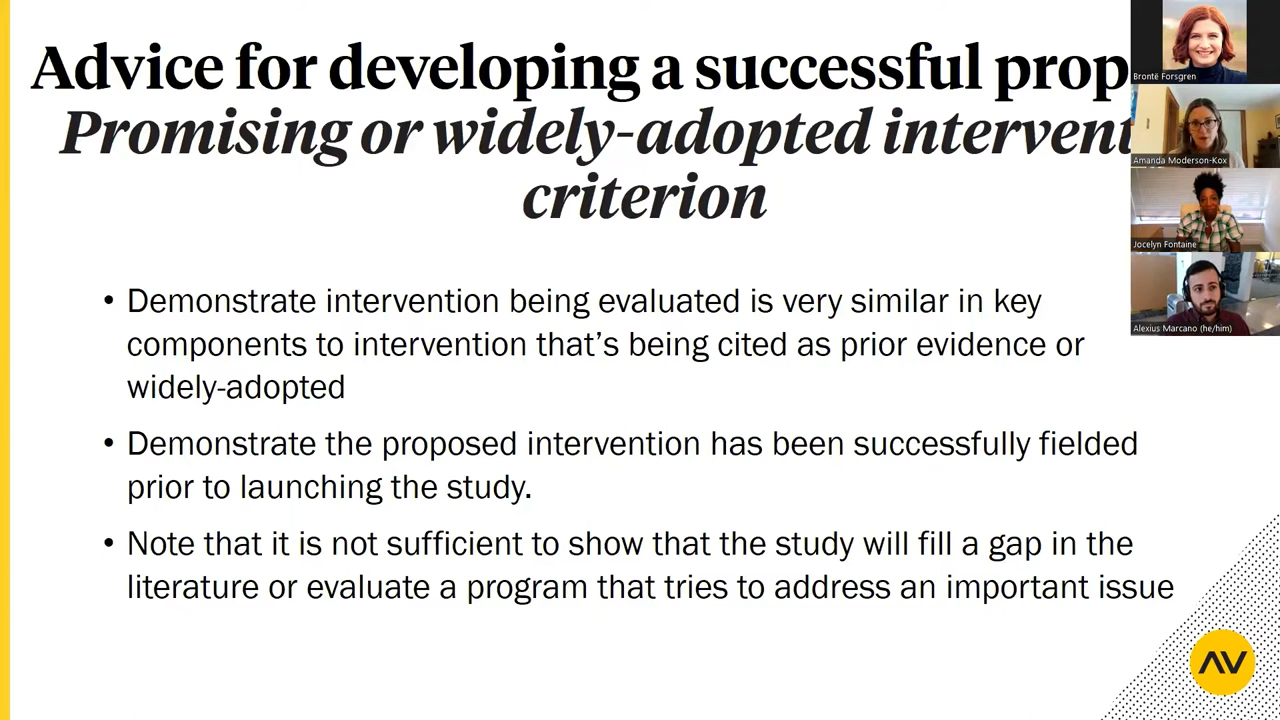 Advice for developing a successful prop
Promising or widely-adopted intervent
criterion
• Demonstrate intervention being evaluated is very similar in key
components to intervention that’s being cited as prior evidence or
widely-adopted
• Demonstrate the proposed intervention has been successfully fielded
prior to launching the study.
• Note that it is not sufficient to show that the study will fill a gap in the
literature or evaluate a program that tries to address an important issue
Brontë Forsgren
Amanda Moderson-Kox
Jocelyn Fontaine
Alexius Marcano (he/him)
AV